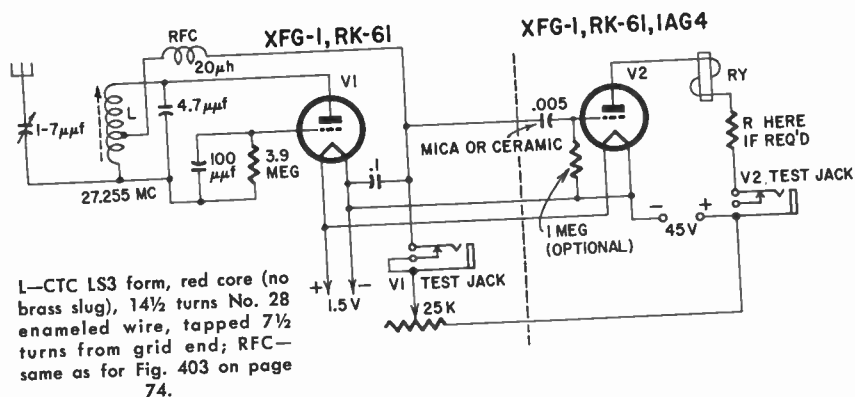 XFG-1, RK-61
XFG-1, RK-61, 1AG4
RFC
20μh
V1
V2
RY
L
4.7μμf
1-7μμf
.005
MICA OR CERAMIC
R HERE
IF REQ'D
100
μμf
3.9
MEG
.1
27.255 MC
V2 TEST JACK
- +
45V
1 MEG
(OPTIONAL)
+ -
1.5V
V1
TEST JACK
25K
L—CTC LS3 form, red core (no
brass slug), 14½ turns No. 28
enameled wire, tapped 7½
turns from grid end; RFC—
same as for Fig. 403 on page
74.